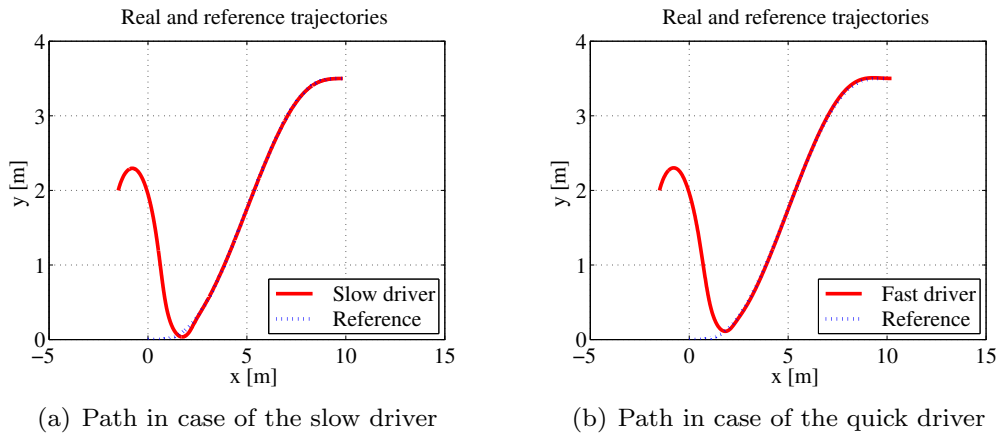 Real and reference trajectories
4
3
2
1
0
−5
0
5
10
15
x [m]
y [m]
Slow driver
Reference
(a) Path in case of the slow driver
Real and reference trajectories
4
3
2
1
0
−5
0
5
10
15
x [m]
y [m]
Fast driver
Reference
(b) Path in case of the quick driver